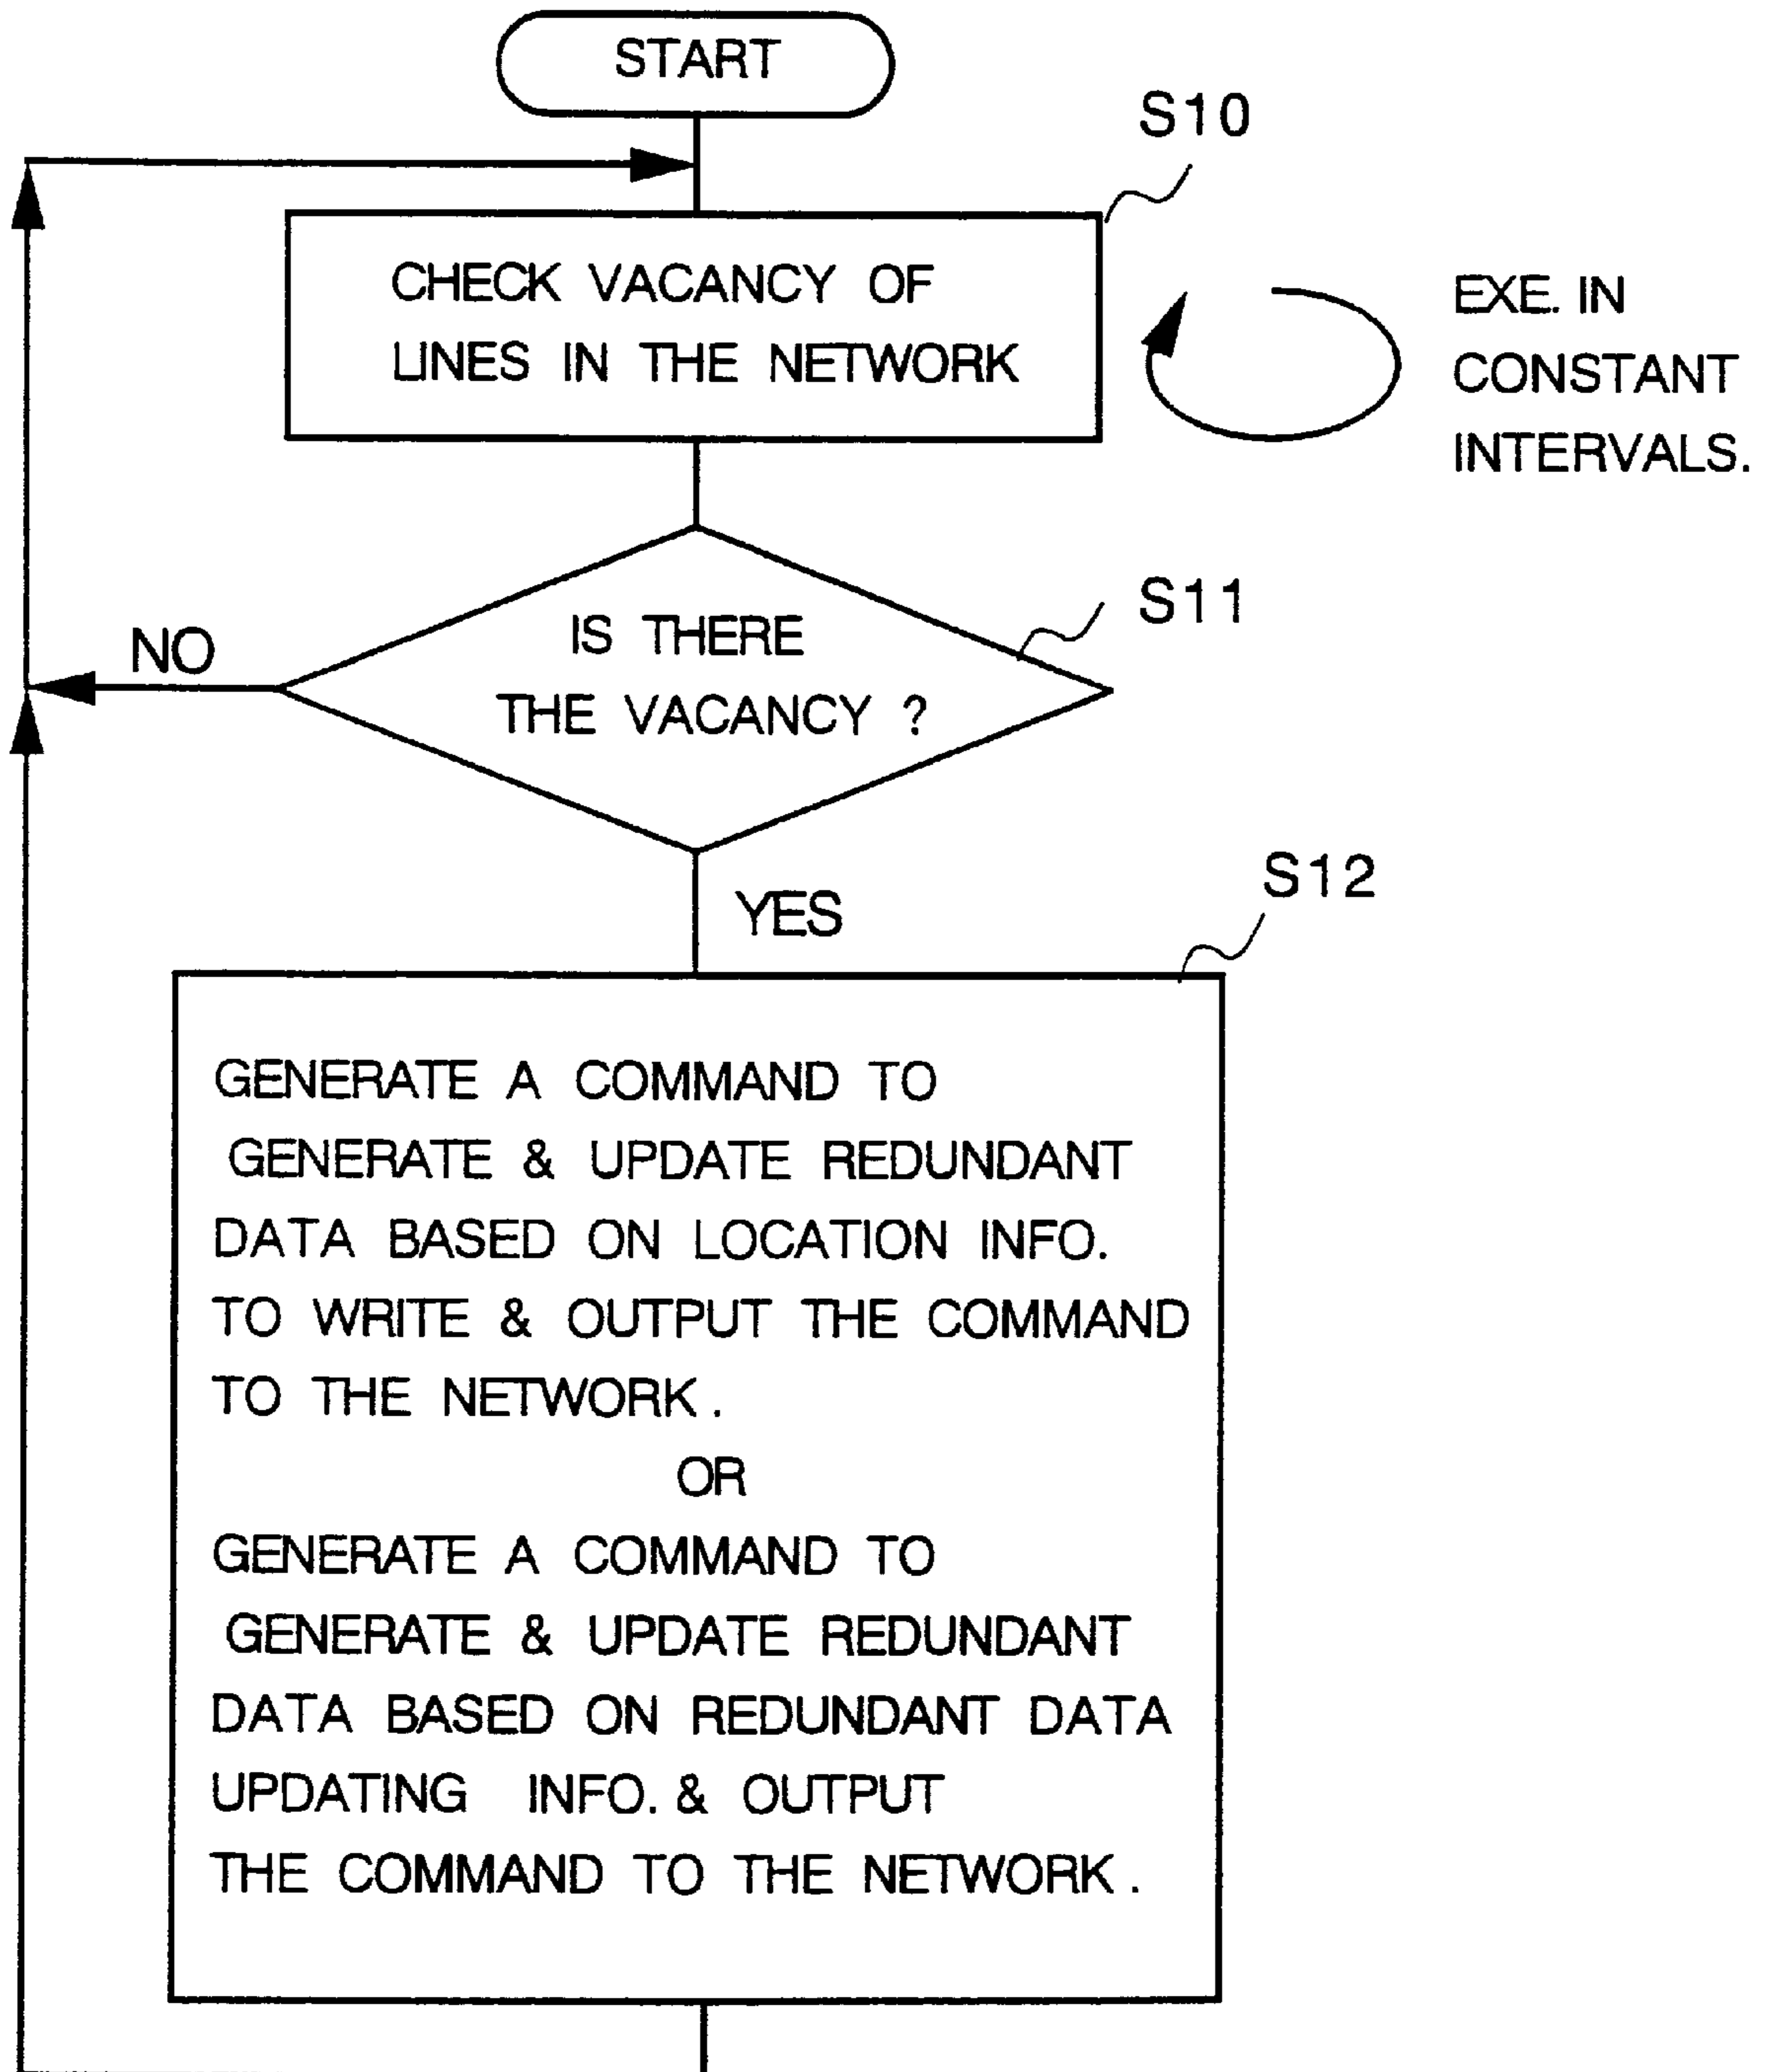 START
S10
CHECK VACANCY OF
LINES IN THE NETWORK
EXE. IN
CONSTANT
INTERVALS.
S11
IS THERE
THE VACANCY ?
NO
YES
S12
GENERATE A COMMAND TO
GENERATE & UPDATE REDUNDANT
DATA BASED ON LOCATION INFO.
TO WRITE & OUTPUT THE COMMAND
TO THE NETWORK.
OR
GENERATE A COMMAND TO
GENERATE & UPDATE REDUNDANT
DATA BASED ON REDUNDANT DATA
UPDATING INFO. & OUTPUT
THE COMMAND TO THE NETWORK.